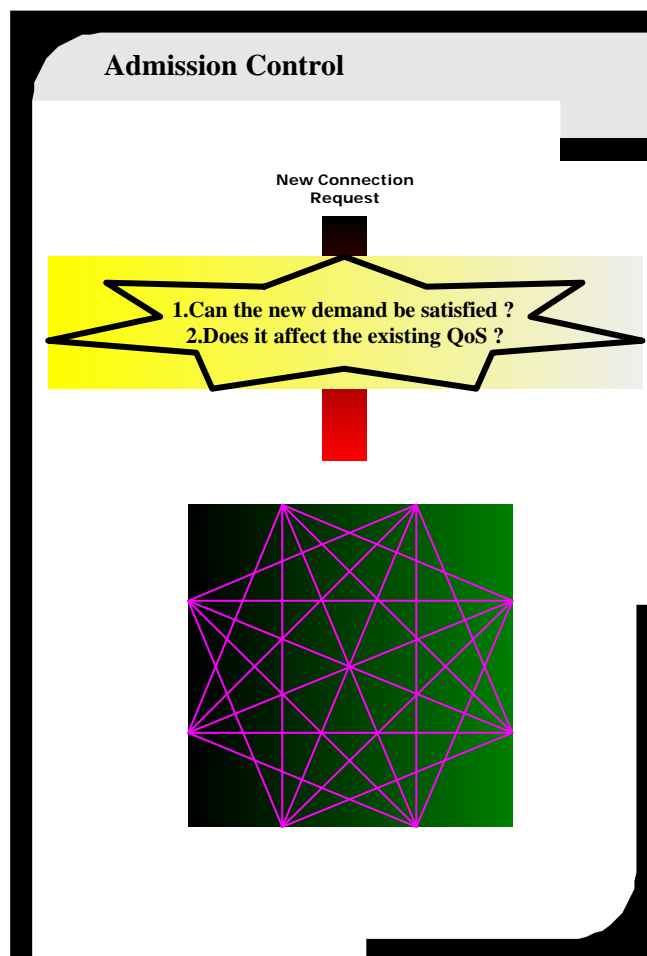 Admission Control
New Connection
Request
1.Can the new demand be satisfied ?
2.Does it affect the existing QoS ?